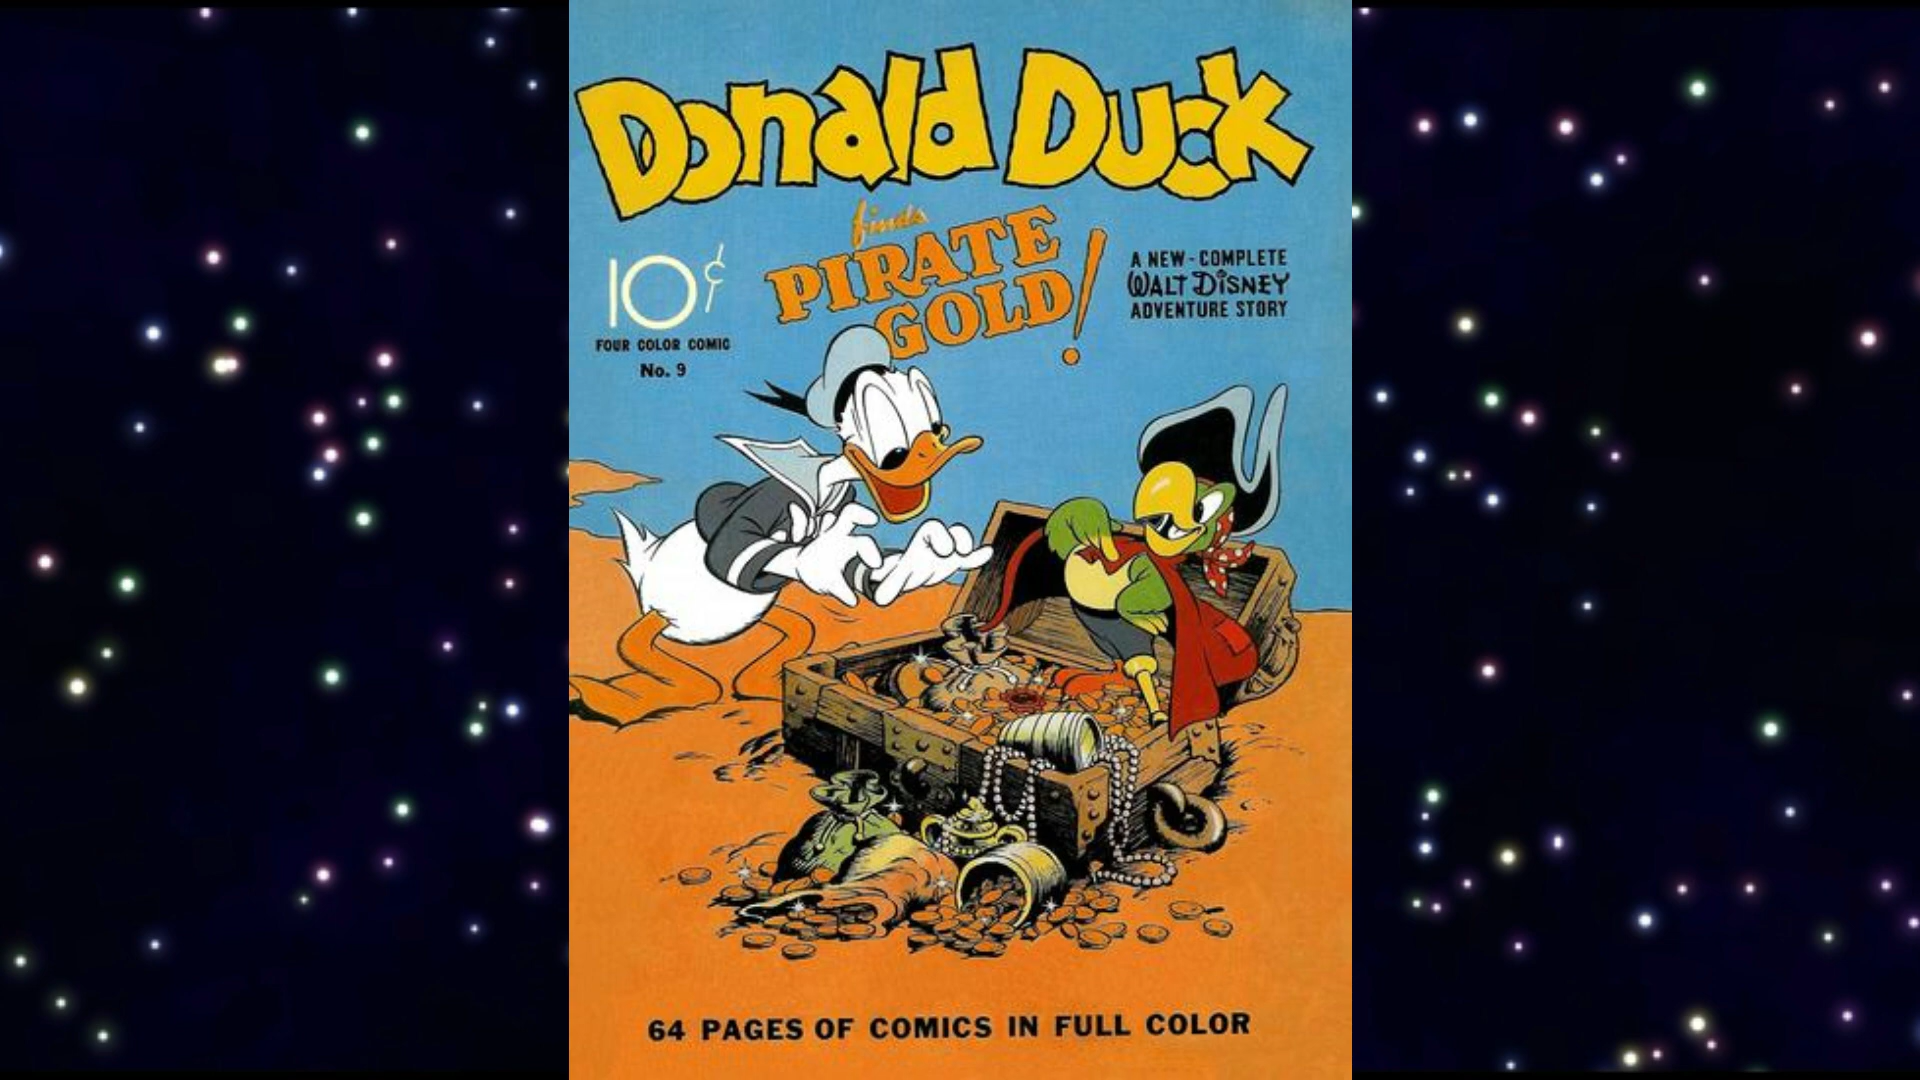 Donald Duck
finds
PIRATE
GOLD!
10¢
FOUR COLOR COMIC
No. 9
A NEW-COMPLETE
WALT DISNEY
ADVENTURE STORY
64 PAGES OF COMICS IN FULL COLOR